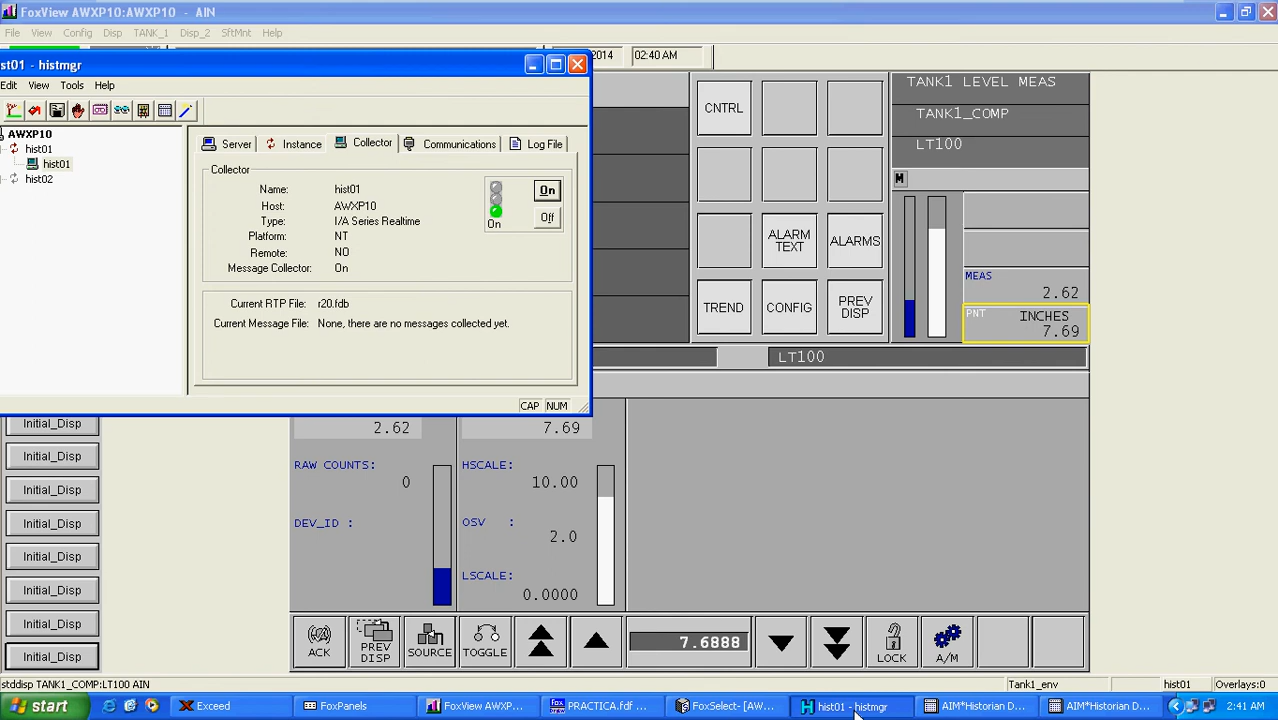 FoxView AWXP10:AWXP10 - AIN
File View Config Disp TANK_1 Disp_2 SftMnt Help
2014 02:40 AM
st01 - histmgr
Edit View Tools Help
AWXP10
hist01
hist01
hist02
Server Instance Collector Communications Log File
Collector
Name: hist01
Host: AWXP10
Type: I/A Series Realtime
Platform: NT
Remote: NO
Message Collector: On
On
On
Off
Current RTP File: r20.fdb
Current Message File: None, there are no messages collected yet.
CAP NUM
CNTRL
ALARM TEXT
ALARMS
TREND
CONFIG
PREV DISP
TANK1 LEVEL MEAS
TANK1_COMP
LT100
M
MEAS
2.62
PNT INCHES
7.69
LT100
2.62
7.69
RAW COUNTS:
0
DEV_ID :
HSCALE:
10.00
OSV :
2.0
LSCALE:
0.0000
Initial_Disp
Initial_Disp
Initial_Disp
Initial_Disp
Initial_Disp
Initial_Disp
Initial_Disp
Initial_Disp
ACK
PREV DISP
SOURCE
TOGGLE
7.6888
LOCK
A/M
stddisp TANK1_COMP:LT100 AIN
Tank1_env
hist01
Overlays:0
start
Exceed
FoxPanels
FoxView AWXP...
PRACTICA.fdf ...
FoxSelect- [AW...
hist01 - histmgr
AIM*Historian D...
AIM*Historian D...
2:41 AM